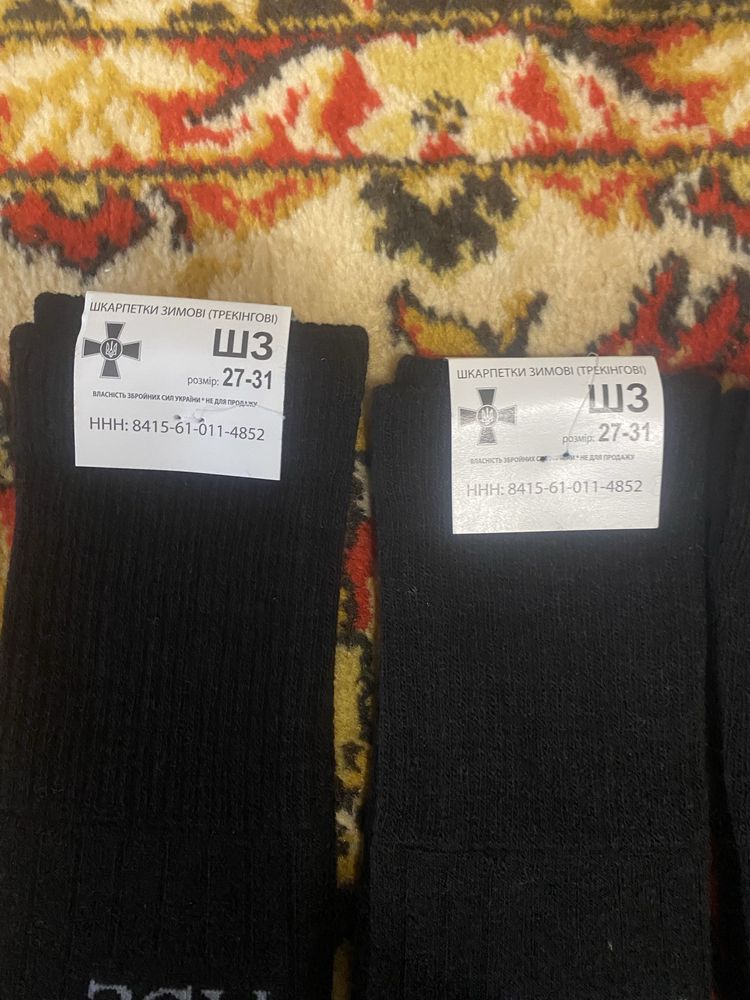 ШКАРПЕТКИ ЗИМОВІ (ТРЕКІНГОВІ)
ШЗ
розмір: 27-31
ВЛАСНІСТЬ ЗБРОЙНИХ СИЛ УКРАЇНИ * НЕ ДЛЯ ПРОДАЖУ
ННН: 8415-61-011-4852
ШКАРПЕТКИ ЗИМОВІ (ТРЕКІНГОВІ)
ШЗ
розмір: 27-31
ВЛАСНІСТЬ ЗБРОЙНИХ СИЛ УКРАЇНИ * НЕ ДЛЯ ПРОДАЖУ
ННН: 8415-61-011-4852